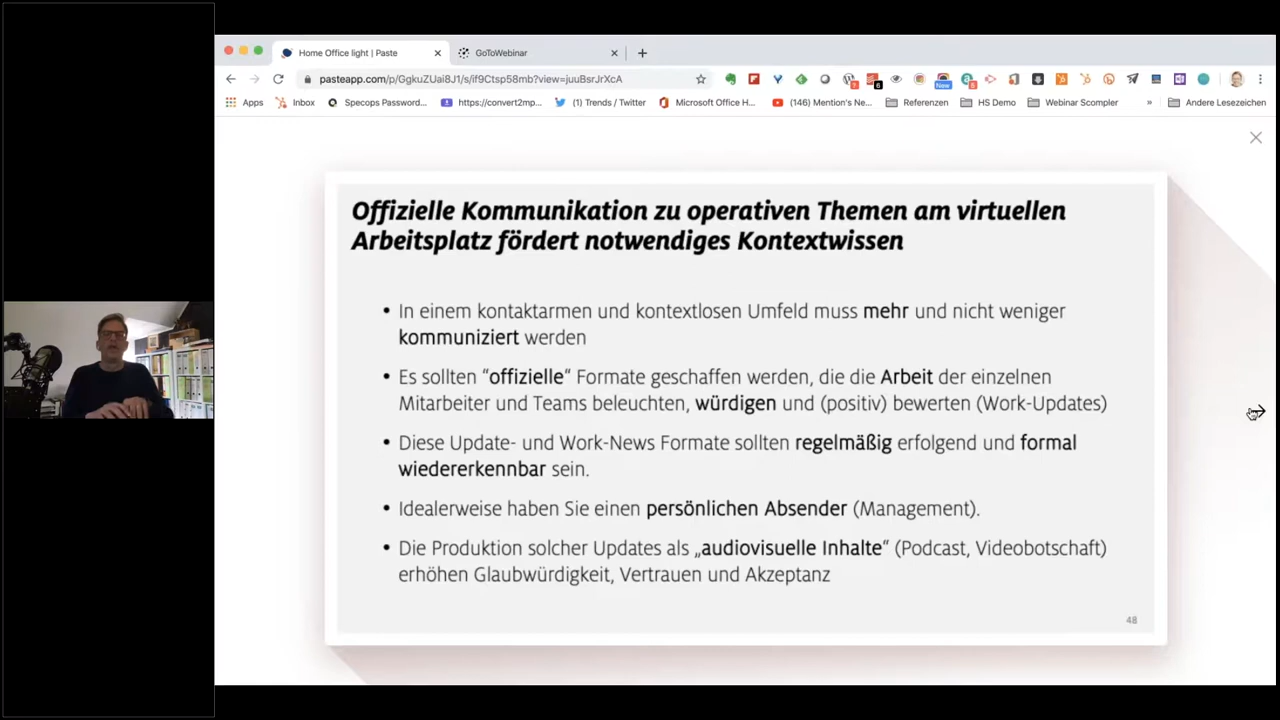 Home Office light | Paste
GoToWebinar
pasteapp.com/p/GgkuZUai8J1/s/if9Ctsp58mb?view=juuBsrJrXcA
Apps
Inbox
Specops Password...
https://convert2mp...
(1) Trends / Twitter
Microsoft Office H...
(146) Mention's Ne...
Referenzen
HS Demo
Webinar Scompler
»
Andere Lesezeichen
Offizielle Kommunikation zu operativen Themen am virtuellen
Arbeitsplatz fördert notwendiges Kontextwissen
• In einem kontaktarmen und kontextlosen Umfeld muss mehr und nicht weniger
kommuniziert werden
• Es sollten “offizielle“ Formate geschaffen werden, die die Arbeit der einzelnen
Mitarbeiter und Teams beleuchten, würdigen und (positiv) bewerten (Work-Updates)
• Diese Update- und Work-News Formate sollten regelmäßig erfolgend und formal
wiedererkennbar sein.
• Idealerweise haben Sie einen persönlichen Absender (Management).
• Die Produktion solcher Updates als „audiovisuelle Inhalte“ (Podcast, Videobotschaft)
erhöhen Glaubwürdigkeit, Vertrauen und Akzeptanz
48